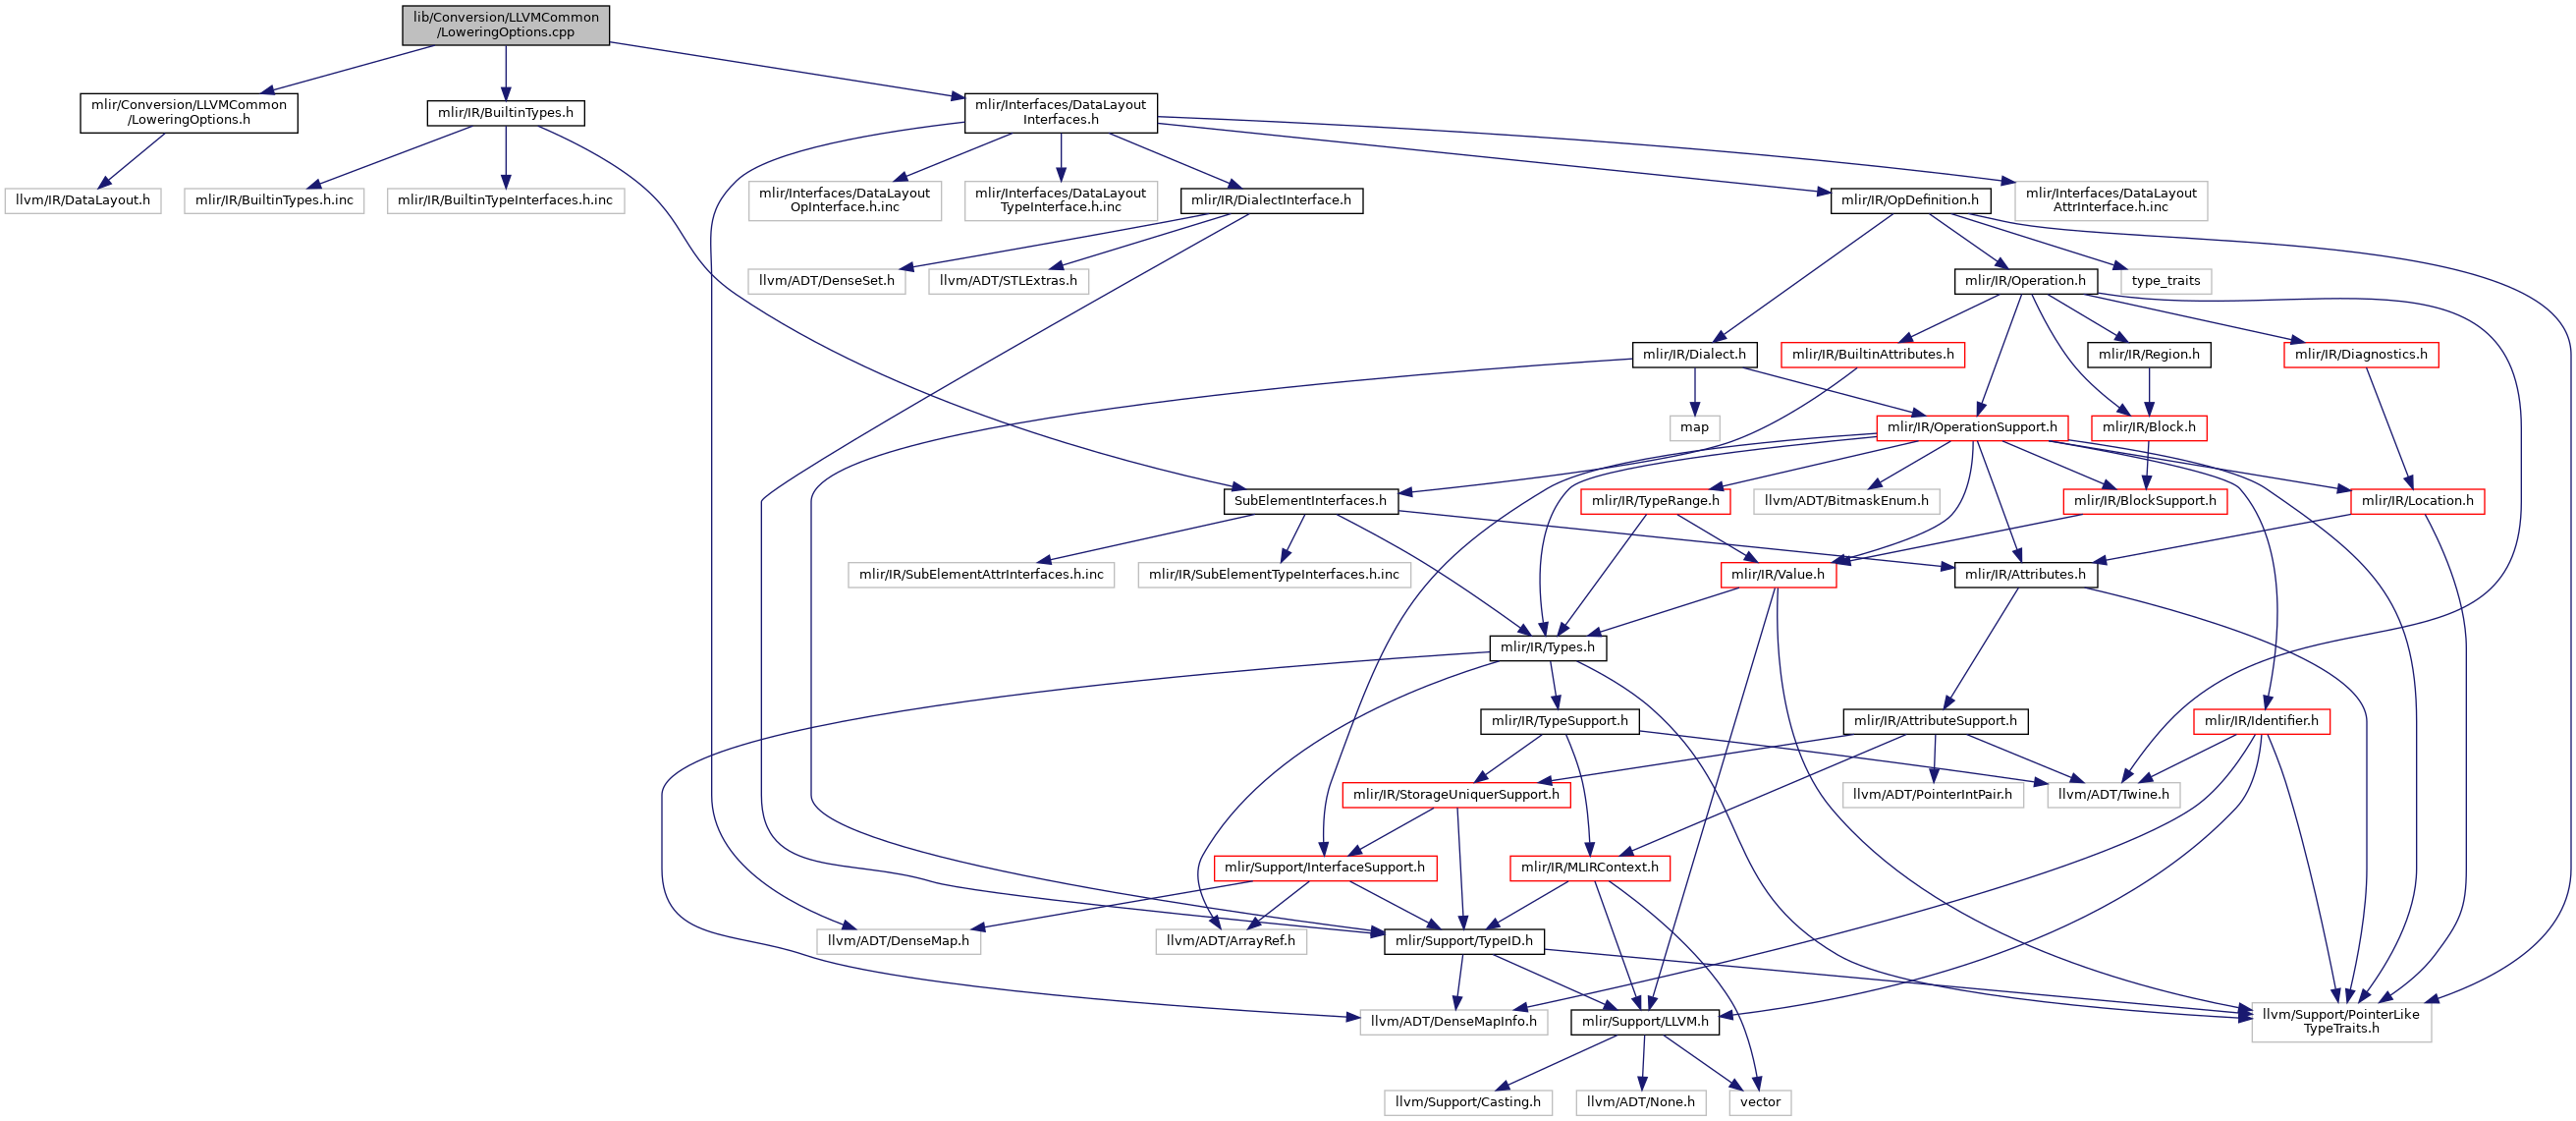 lib/Conversion/LLVMCommon
/LoweringOptions.cpp
mlir/Conversion/LLVMCommon
/LoweringOptions.h
mlir/IR/BuiltinTypes.h
mlir/Interfaces/DataLayout
Interfaces.h
llvm/IR/DataLayout.h
mlir/IR/BuiltinTypes.h.inc
mlir/IR/BuiltinTypeInterfaces.h.inc
mlir/Interfaces/DataLayout
OpInterface.h.inc
mlir/Interfaces/DataLayout
TypeInterface.h.inc
mlir/IR/DialectInterface.h
mlir/IR/OpDefinition.h
mlir/Interfaces/DataLayout
AttrInterface.h.inc
llvm/ADT/DenseSet.h
llvm/ADT/STLExtras.h
mlir/IR/Operation.h
type_traits
mlir/IR/Dialect.h
mlir/IR/BuiltinAttributes.h
mlir/IR/Region.h
mlir/IR/Diagnostics.h
map
mlir/IR/OperationSupport.h
mlir/IR/Block.h
SubElementInterfaces.h
mlir/IR/TypeRange.h
llvm/ADT/BitmaskEnum.h
mlir/IR/BlockSupport.h
mlir/IR/Location.h
mlir/IR/SubElementAttrInterfaces.h.inc
mlir/IR/SubElementTypeInterfaces.h.inc
mlir/IR/Value.h
mlir/IR/Attributes.h
mlir/IR/Types.h
mlir/IR/TypeSupport.h
mlir/IR/AttributeSupport.h
mlir/IR/Identifier.h
mlir/IR/StorageUniquerSupport.h
llvm/ADT/PointerIntPair.h
llvm/ADT/Twine.h
mlir/Support/InterfaceSupport.h
mlir/IR/MLIRContext.h
llvm/ADT/DenseMap.h
llvm/ADT/ArrayRef.h
mlir/Support/TypeID.h
llvm/ADT/DenseMapInfo.h
mlir/Support/LLVM.h
llvm/Support/PointerLike
TypeTraits.h
llvm/Support/Casting.h
llvm/ADT/None.h
vector